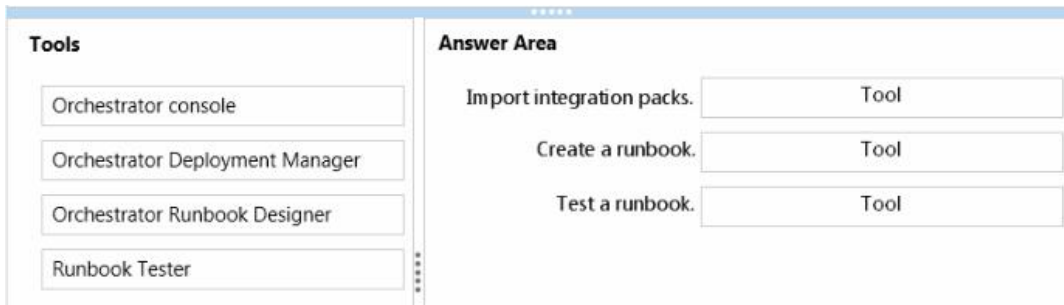 Tools
Orchestrator console
Orchestrator Deployment Manager
Orchestrator Runbook Designer
Runbook Tester
Answer Area
Import integration packs. Tool
Create a runbook. Tool
Test a runbook. Tool